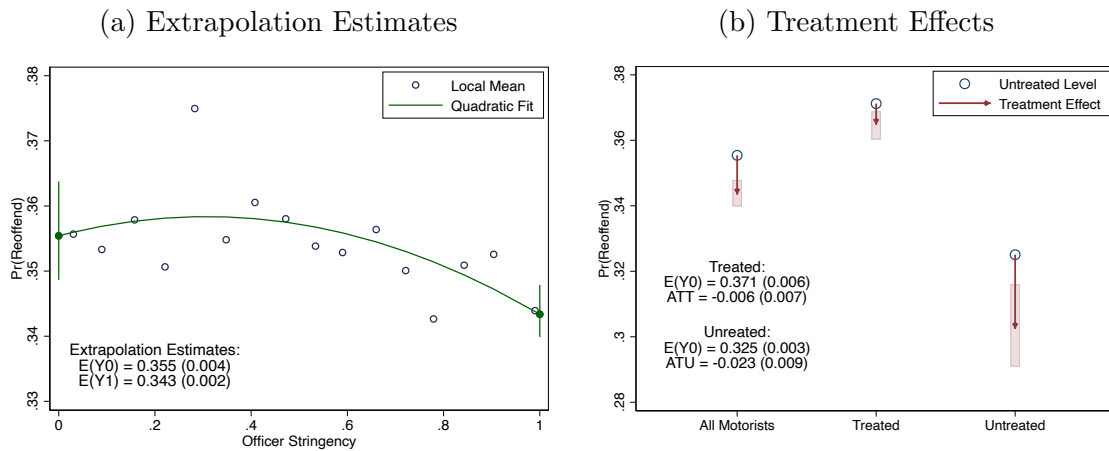 (a) Extrapolation Estimates
.38
.37
.36
.35
.34
.33
Pr(Reoffend)
Local Mean
Quadratic Fit
Extrapolation Estimates:
E(Y0) = 0.355 (0.004)
E(Y1) = 0.343 (0.002)
0
.2
.4
.6
.8
1
Officer Stringency
(b) Treatment Effects
.38
.36
.34
.32
.3
.28
Pr(Reoffend)
Untreated Level
Treatment Effect
Treated:
E(Y0) = 0.371 (0.006)
ATT = -0.006 (0.007)
Untreated:
E(Y0) = 0.325 (0.003)
ATU = -0.023 (0.009)
All Motorists
Treated
Untreated